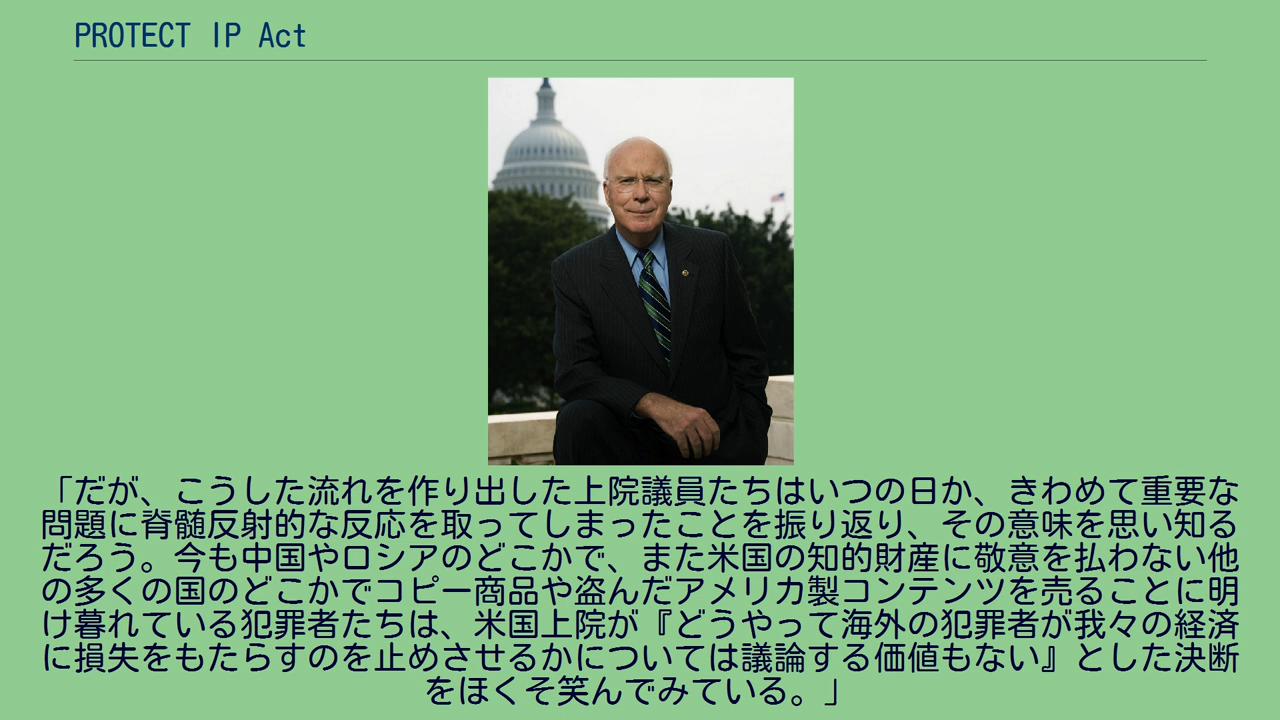 PROTECT IP Act
「だが、こうした流れを作り出した上院議員たちはいつの日か、きわめて重要な
問題に脊髄反射的な反応を取ってしまったことを振り返り、その意味を思い知る
だろう。今も中国やロシアのどこかで、また米国の知的財産に敬意を払わない他
の多くの国のどこかでコピー商品や盗んだアメリカ製コンテンツを売ることに明
け暮れている犯罪者たちは、米国上院が『どうやって海外の犯罪者が我々の経済
に損失をもたらすのを止めさせるかについては議論する価値もない』とした決断
をほくそ笑んでみている。」